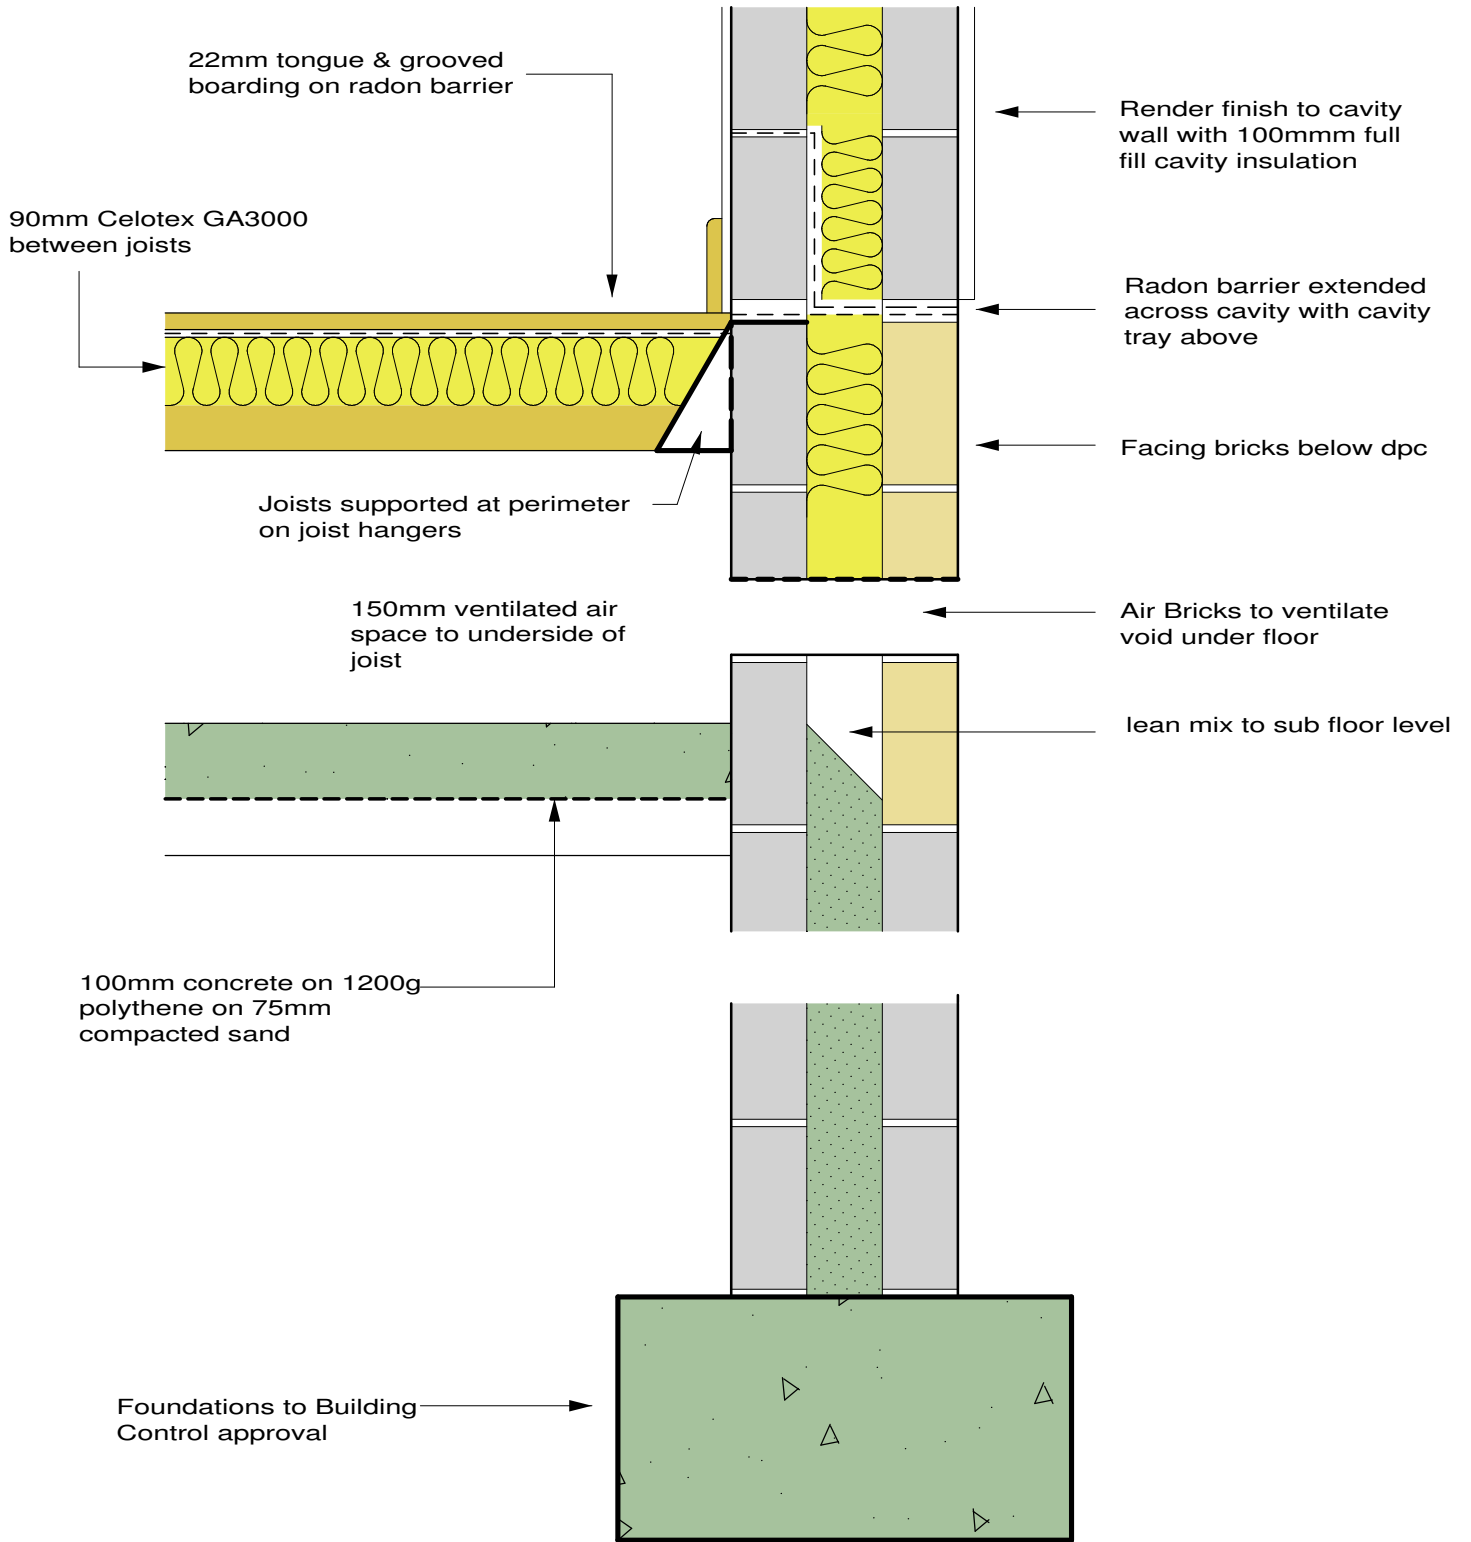 22mm tongue & grooved
boarding on radon barrier
Render finish to cavity
wall with 100mmm full
fill cavity insulation
90mm Celotex GA3000
between joists
Radon barrier extended
across cavity with cavity
tray above
Facing bricks below dpc
Joists supported at perimeter
on joist hangers
150mm ventilated air
space to underside of
joist
Air Bricks to ventilate
void under floor
lean mix to sub floor level
100mm concrete on 1200g
polythene on 75mm
compacted sand
Foundations to Building
Control approval